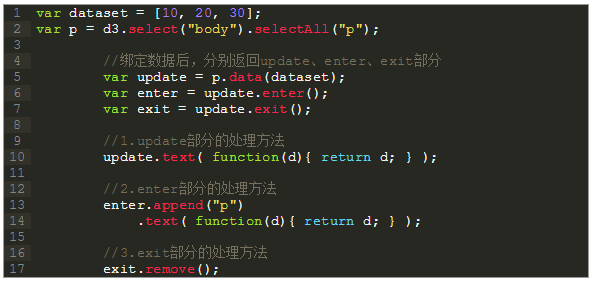 1 var dataset = [10, 20, 30];
2 var p = d3.select("body").selectAll("p");
3
4 //绑定数据后，分别返回update、enter、exit部分
5 var update = p.data(dataset);
6 var enter = update.enter();
7 var exit = update.exit();
8
9 //1.update部分的处理方法
10 update.text( function(d){ return d; } );
11
12 //2.enter部分的处理方法
13 enter.append("p")
14 .text( function(d){ return d; } );
15
16 //3.exit部分的处理方法
17 exit.remove();